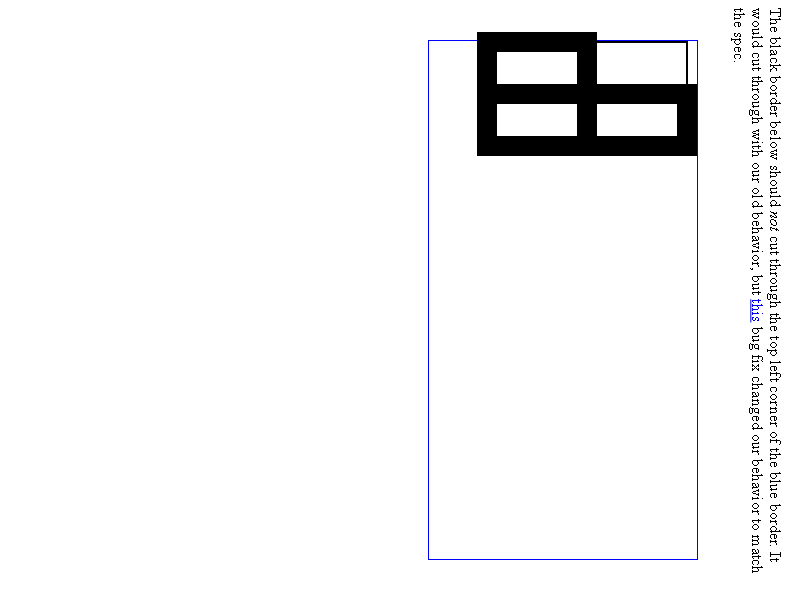 The black border below should not cut through the top left corner of the blue border. It
would cut through with our old behavior, but this bug fix changed our behavior to match
the spec.